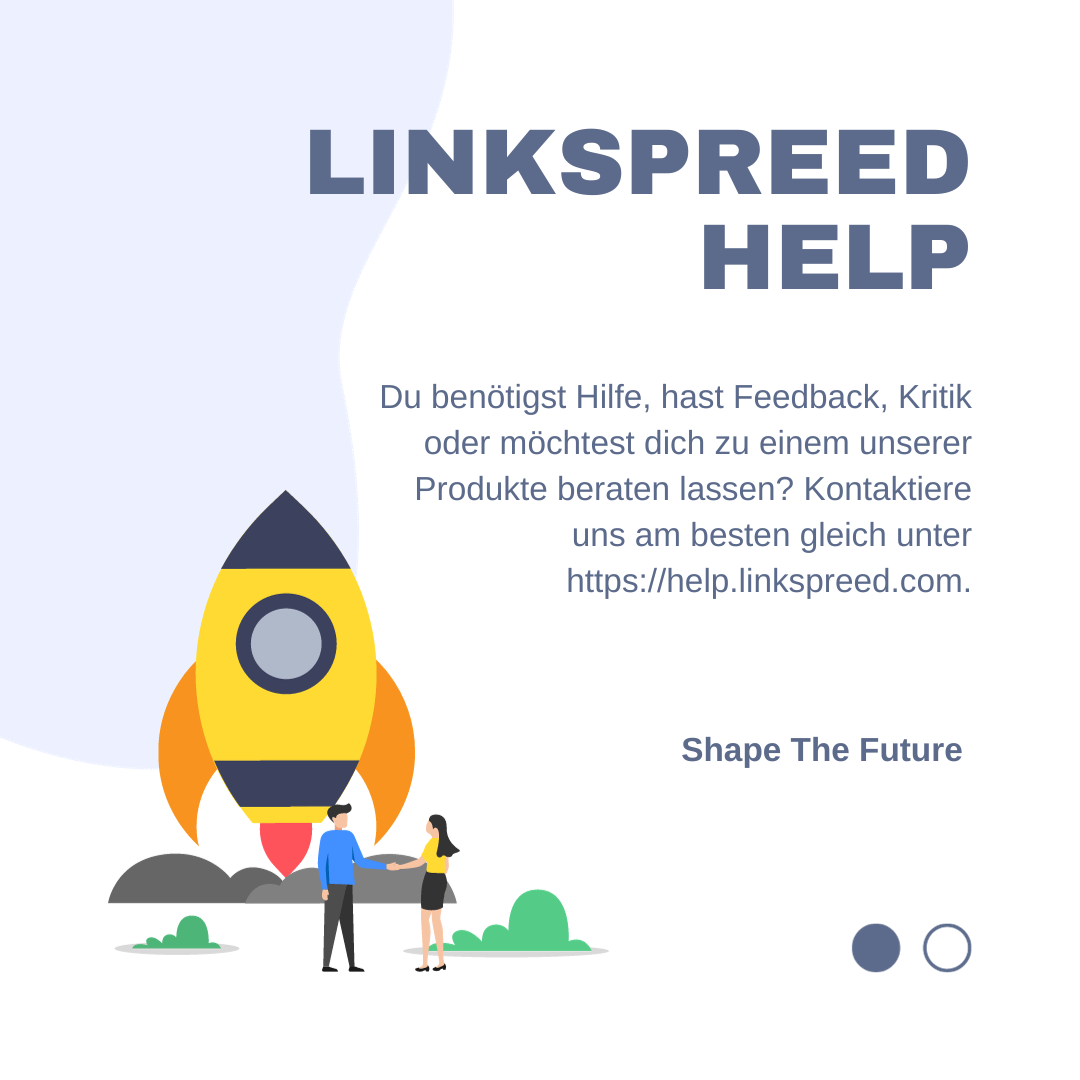 LINKSPREED
HELP
Du benötigst Hilfe, hast Feedback, Kritik
oder möchtest dich zu einem unserer
Produkte beraten lassen? Kontaktiere
uns am besten gleich unter
https://help.linkspreed.com.
Shape The Future